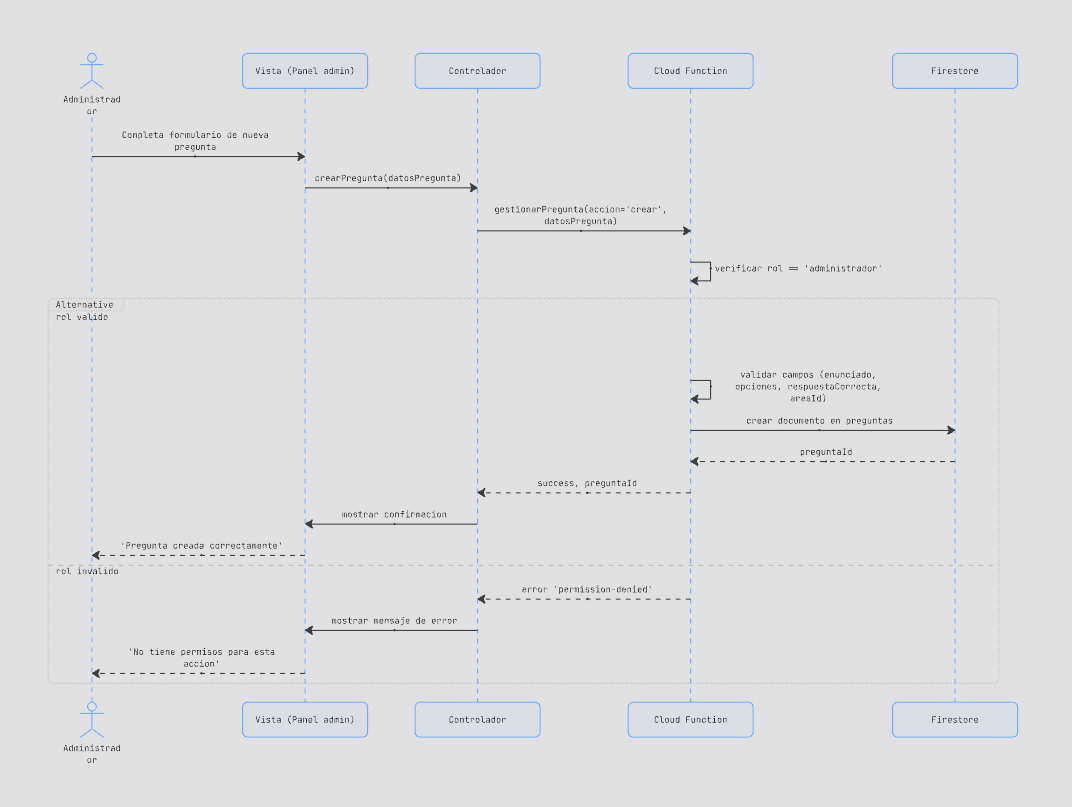 Vista (Panel admin)
Controlador
Cloud Function
Firestore
Administrad
or
Completa formulario de nueva
pregunta
crearPregunta(datosPregunta)
gestionarPregunta(accion='crear',
datosPregunta)
verificar rol == 'administrador'
Alternative
rol valido
validar campos (enunciado,
opciones, respuestaCorrecta,
areaId)
crear documento en preguntas
preguntaId
success, preguntaId
mostrar confirmacion
'Pregunta creada correctamente'
rol invalido
error 'permission-denied'
mostrar mensaje de error
'No tiene permisos para esta
accion'
Vista (Panel admin)
Controlador
Cloud Function
Firestore
Administrad
or